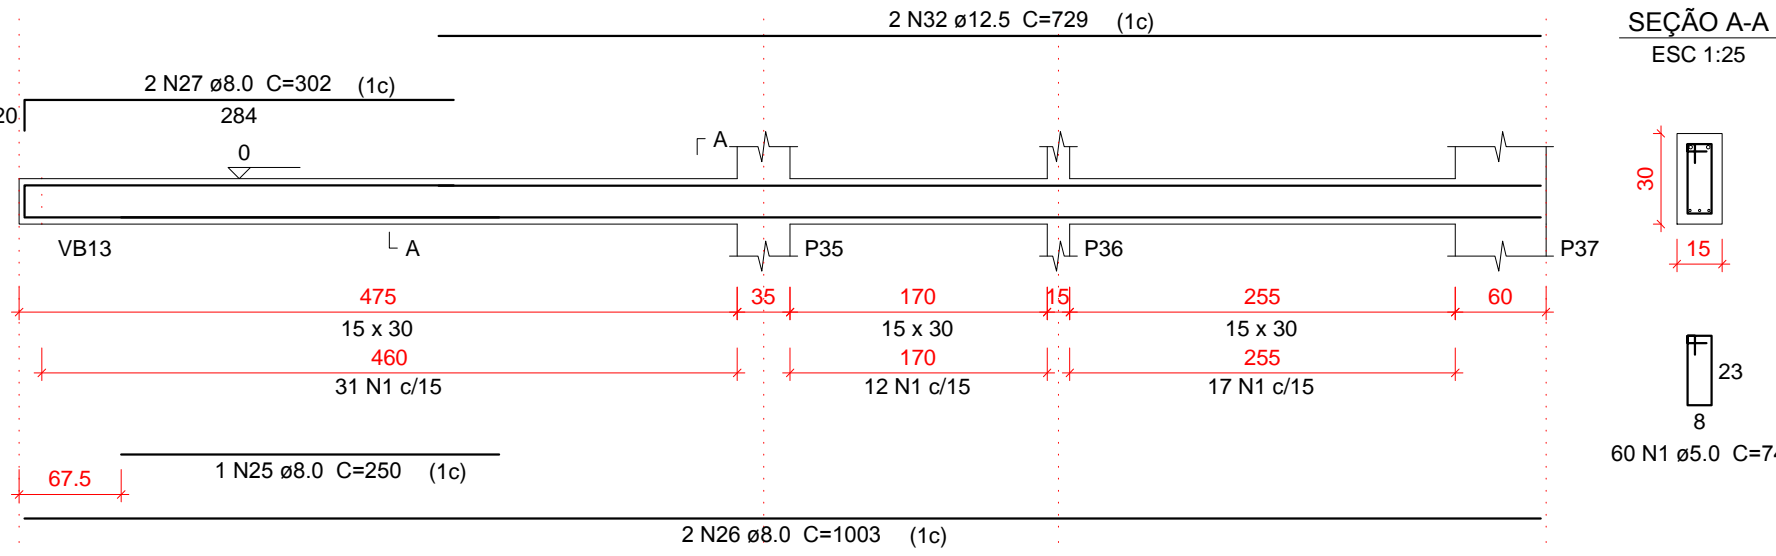 2 N32 ø12.5 C=729 (1c)
SEÇÃO A-A
ESC 1:25
2 N27 ø8.0 C=302 (1c)
20
284
0
A
30
VB13
A
P35
P36
P37
15
475
35
170
15
255
60
15 x 30
15 x 30
15 x 30
460
170
255
31 N1 c/15
12 N1 c/15
17 N1 c/15
23
8
60 N1 ø5.0 C=74
1 N25 ø8.0 C=250 (1c)
67.5
2 N26 ø8.0 C=1003 (1c)